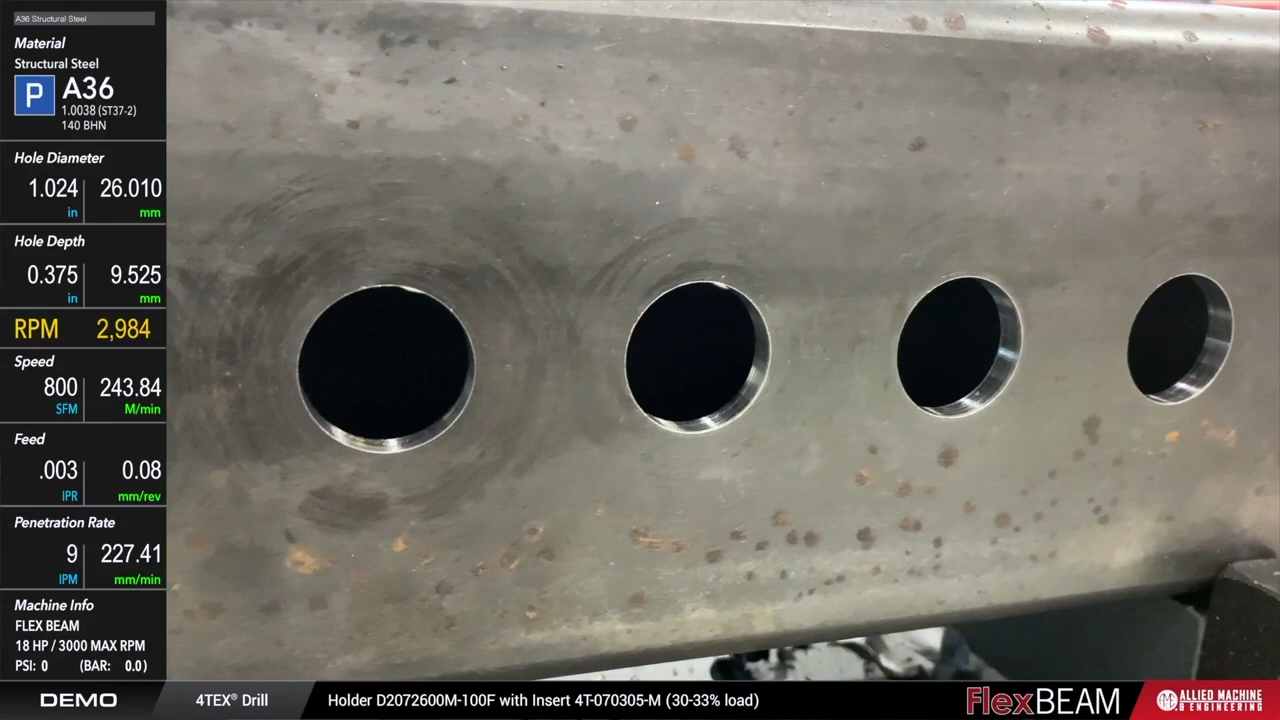 A36 Structural Steel
Material
Structural Steel
P A36
1.0038 (ST37-2)
140 BHN
Hole Diameter
1.024 26.010
in mm
Hole Depth
0.375 9.525
in mm
RPM 2,984
Speed
800 243.84
SFM M/min
Feed
.003 0.08
IPR mm/rev
Penetration Rate
9 227.41
IPM mm/min
Machine Info
FLEX BEAM
18 HP / 3000 MAX RPM
PSI: 0 (BAR: 0.0)
DEMO 4TEX® Drill Holder D2072600M-100F with Insert 4T-070305-M (30-33% load) FlexBEAM ALLIED MACHINE
& ENGINEERING